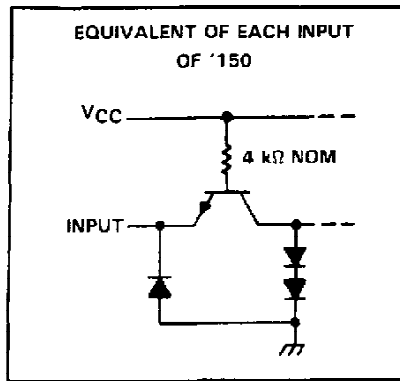 EQUIVALENT OF EACH INPUT
OF '150
VCC
4 kΩ NOM
INPUT